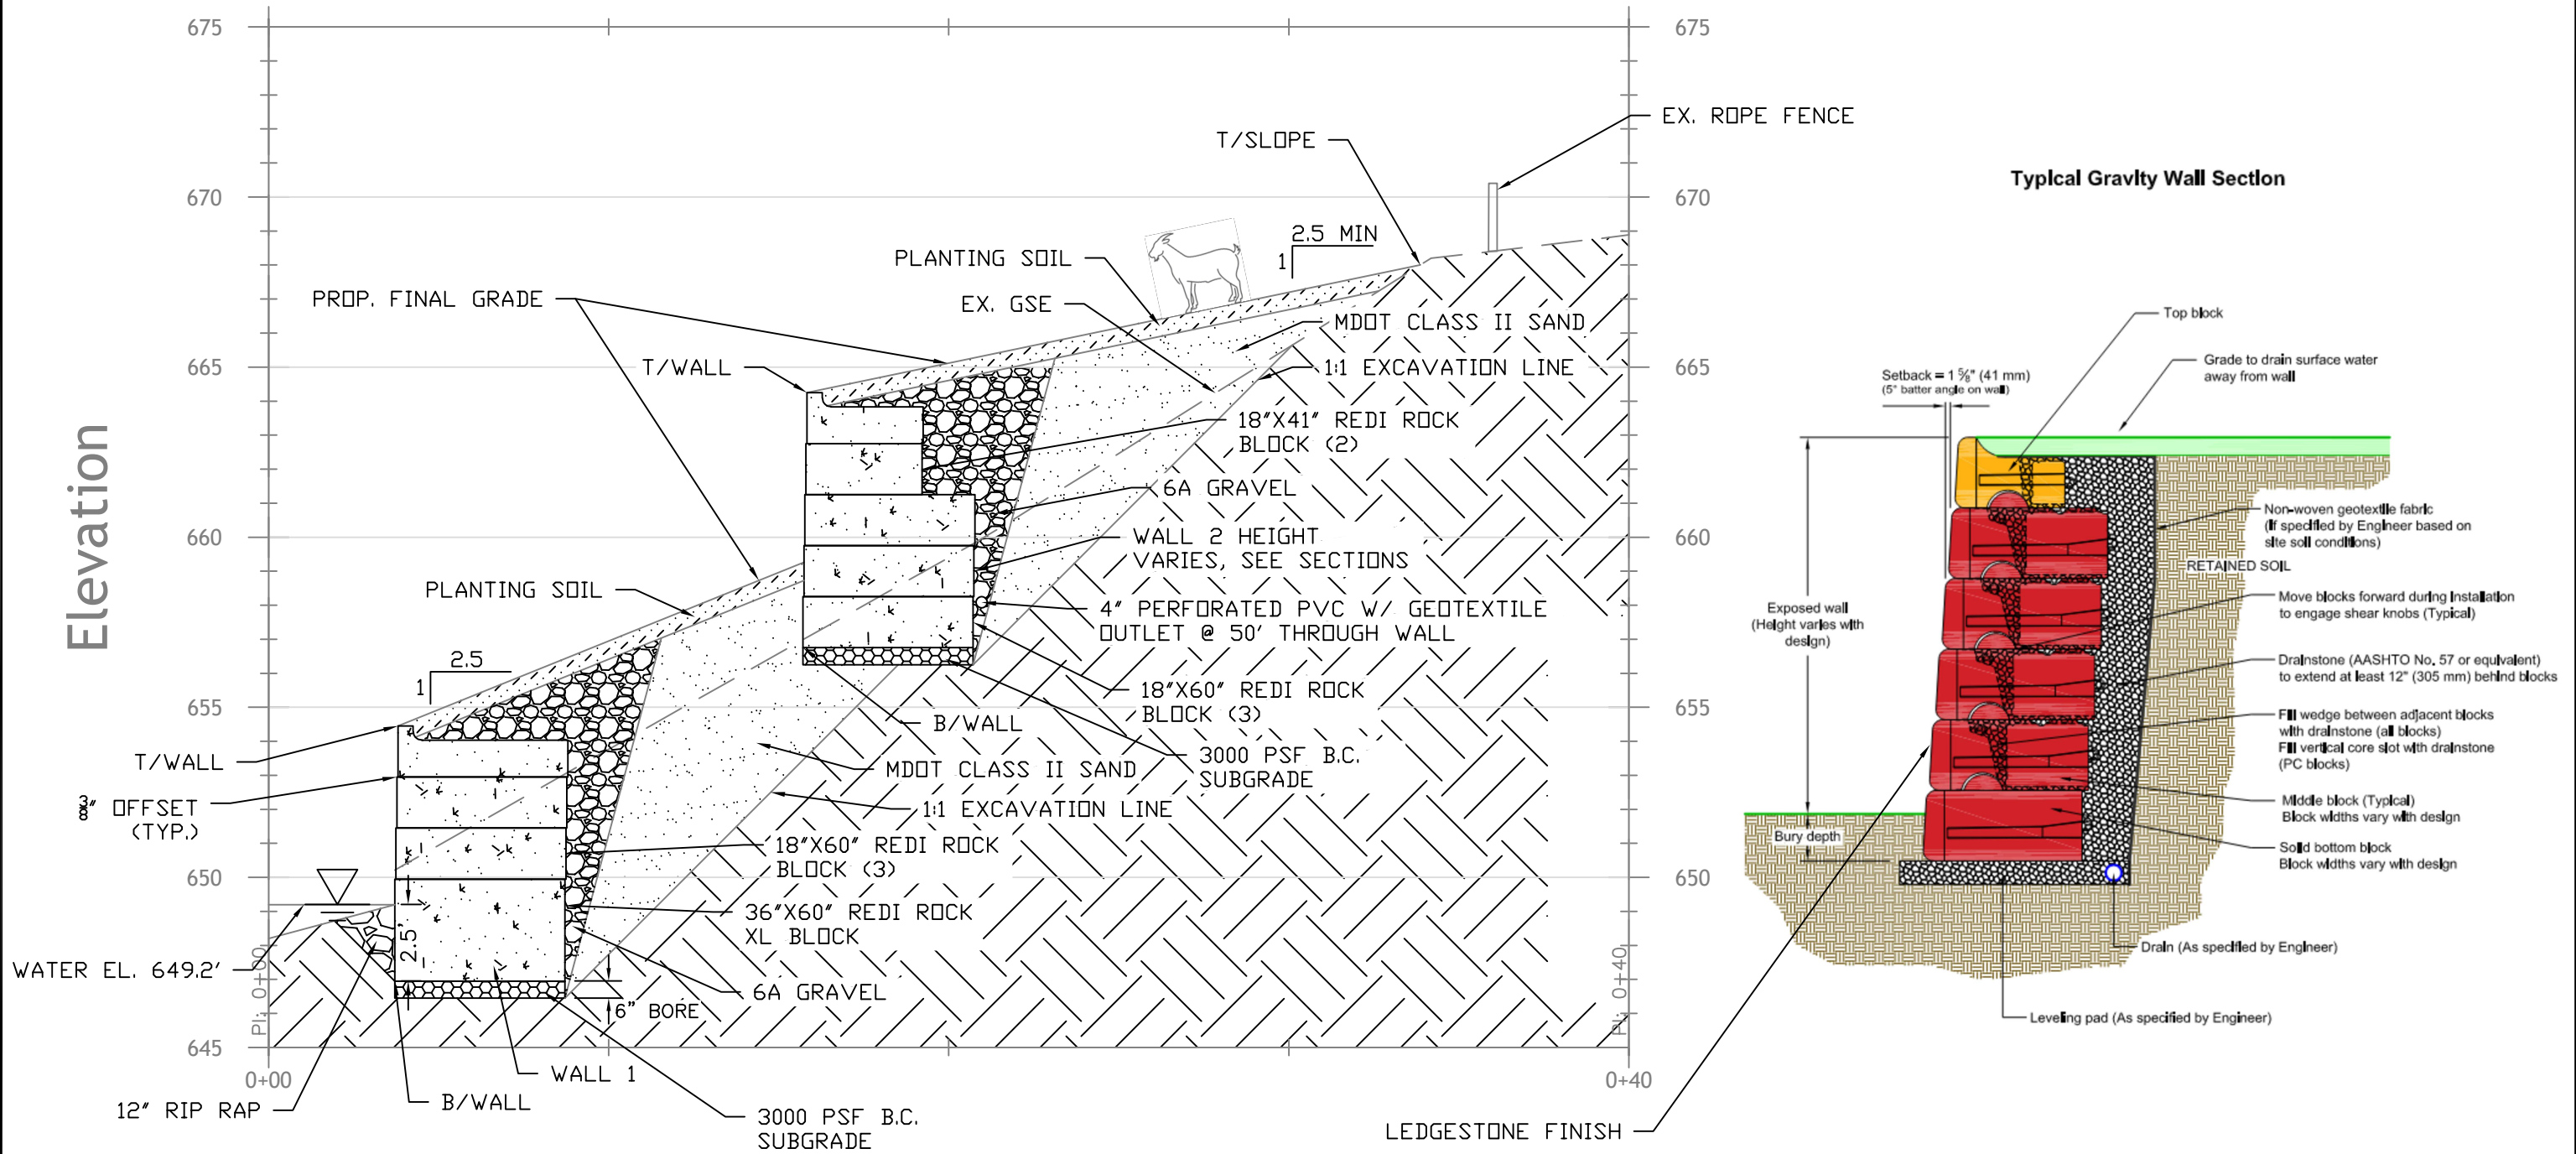 675
670
665
660
655
650
645
Elevation
0+00
0+40
PI: 0+00
PI: 0+40
675
670
665
660
655
650
EX. ROPE FENCE
T/SLOPE
2.5 MIN
1
PLANTING SOIL
EX. GSE
PROP. FINAL GRADE
MDOT CLASS II SAND
1:1 EXCAVATION LINE
T/WALL
18"X41" REDI ROCK
BLOCK (2)
6A GRAVEL
WALL 2 HEIGHT
VARIES, SEE SECTIONS
PLANTING SOIL
4" PERFORATED PVC W/ GEOTEXTILE
OUTLET @ 50' THROUGH WALL
2.5
1
18"X60" REDI ROCK
BLOCK (3)
B/WALL
3000 PSF B.C.
SUBGRADE
T/WALL
MDOT CLASS II SAND
3/8" OFFSET
(TYP.)
1:1 EXCAVATION LINE
18"X60" REDI ROCK
BLOCK (3)
36"X60" REDI ROCK
XL BLOCK
2.5'
WATER EL. 649.2'
6A GRAVEL
6" BORE
WALL 1
B/WALL
12" RIP RAP
3000 PSF B.C.
SUBGRADE
LEDGESTONE FINISH
Typical Gravity Wall Section
Top block
Grade to drain surface water
away from wall
Setback = 1 5/8" (41 mm)
(5° batter angle on wall)
Non-woven geotextile fabric
(If specified by Engineer based on
site soil conditions)
RETAINED SOIL
Move blocks forward during installation
to engage shear knobs (Typical)
Exposed wall
(Height varies with
design)
Drainstone (AASHTO No. 57 or equivalent)
to extend at least 12" (305 mm) behind blocks
Fill wedge between adjacent blocks
with drainstone (all blocks)
Fill vertical core slot with drainstone
(PC blocks)
Middle block (Typical)
Block widths vary with design
Bury depth
Solid bottom block
Block widths vary with design
Drain (As specified by Engineer)
Leveling pad (As specified by Engineer)